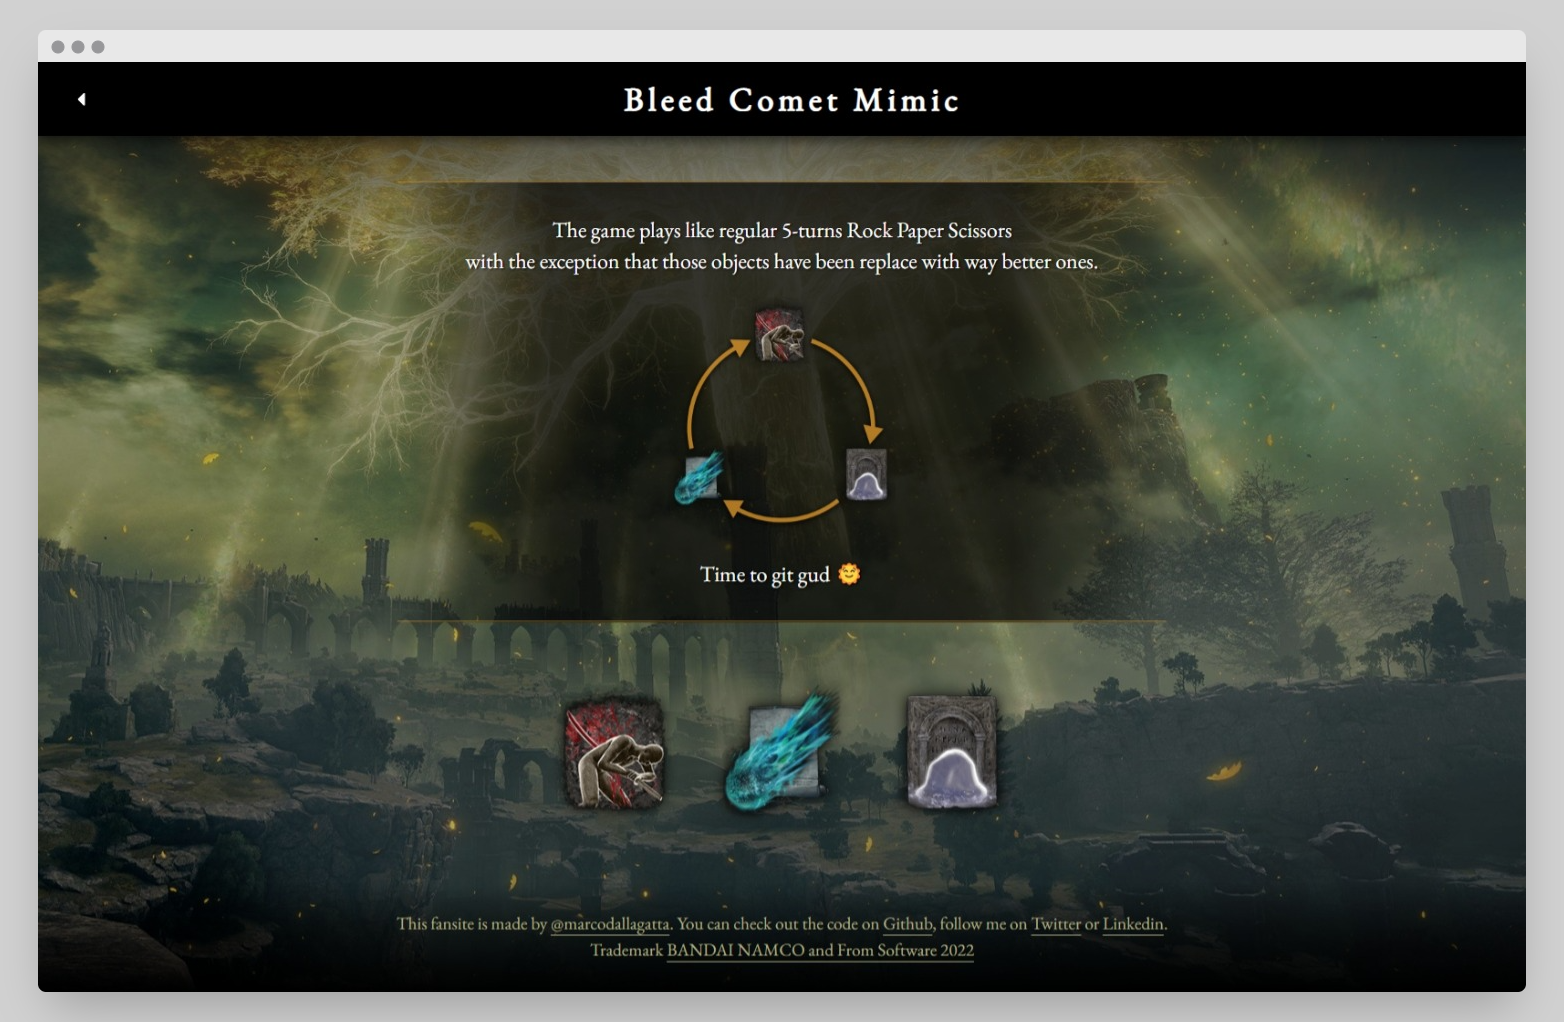 Bleed Comet Mimic
The game plays like regular 5-turns Rock Paper Scissors
with the exception that those objects have been replace with way better ones.
Time to git gud 🌞
This fansite is made by @marcodallagatta. You can check out the code on Github, follow me on Twitter or Linkedin.
Trademark BANDAI NAMCO and From Software 2022